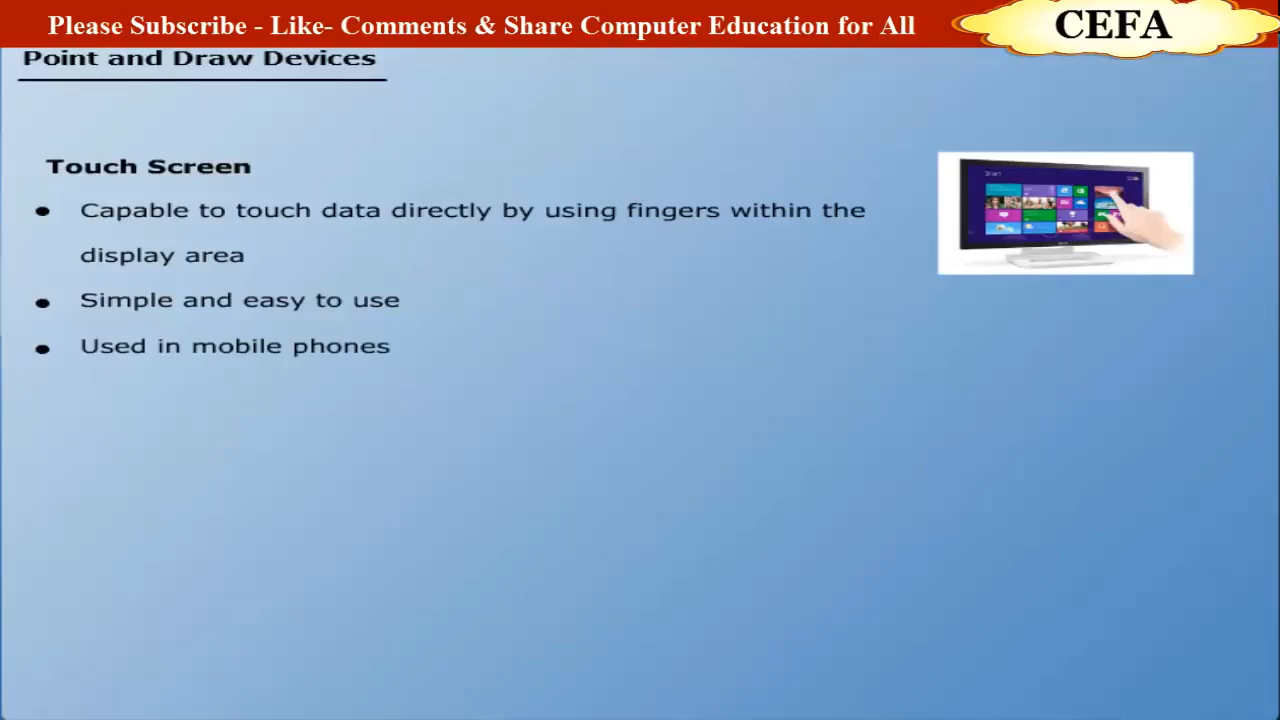 Please Subscribe - Like- Comments & Share Computer Education for All
CEFA
Point and Draw Devices
Touch Screen
Capable to touch data directly by using fingers within the
display area
Simple and easy to use
Used in mobile phones
Start